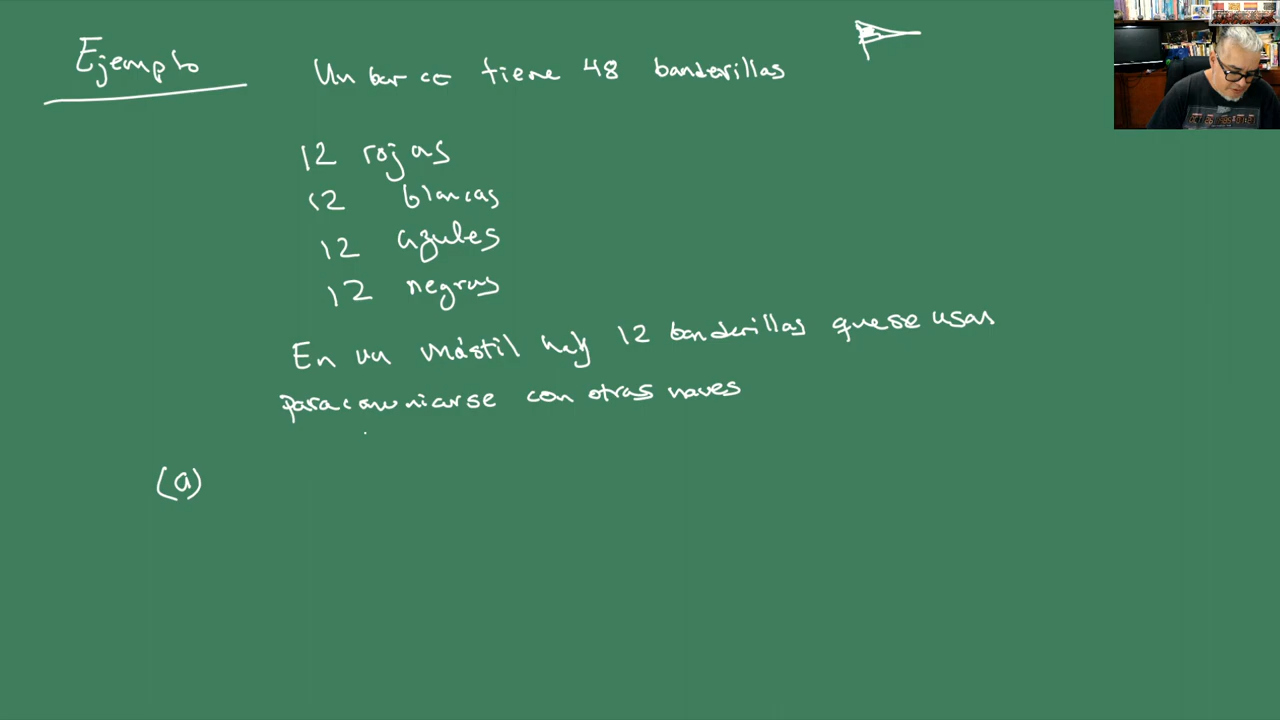 Ejemplo
Un barco tiene 48 banderillas
12 rojas
12 blancas
12 azules
12 negras
En un mástil hay 12 banderillas que se usan
para comunicarse con otras naves
(a)